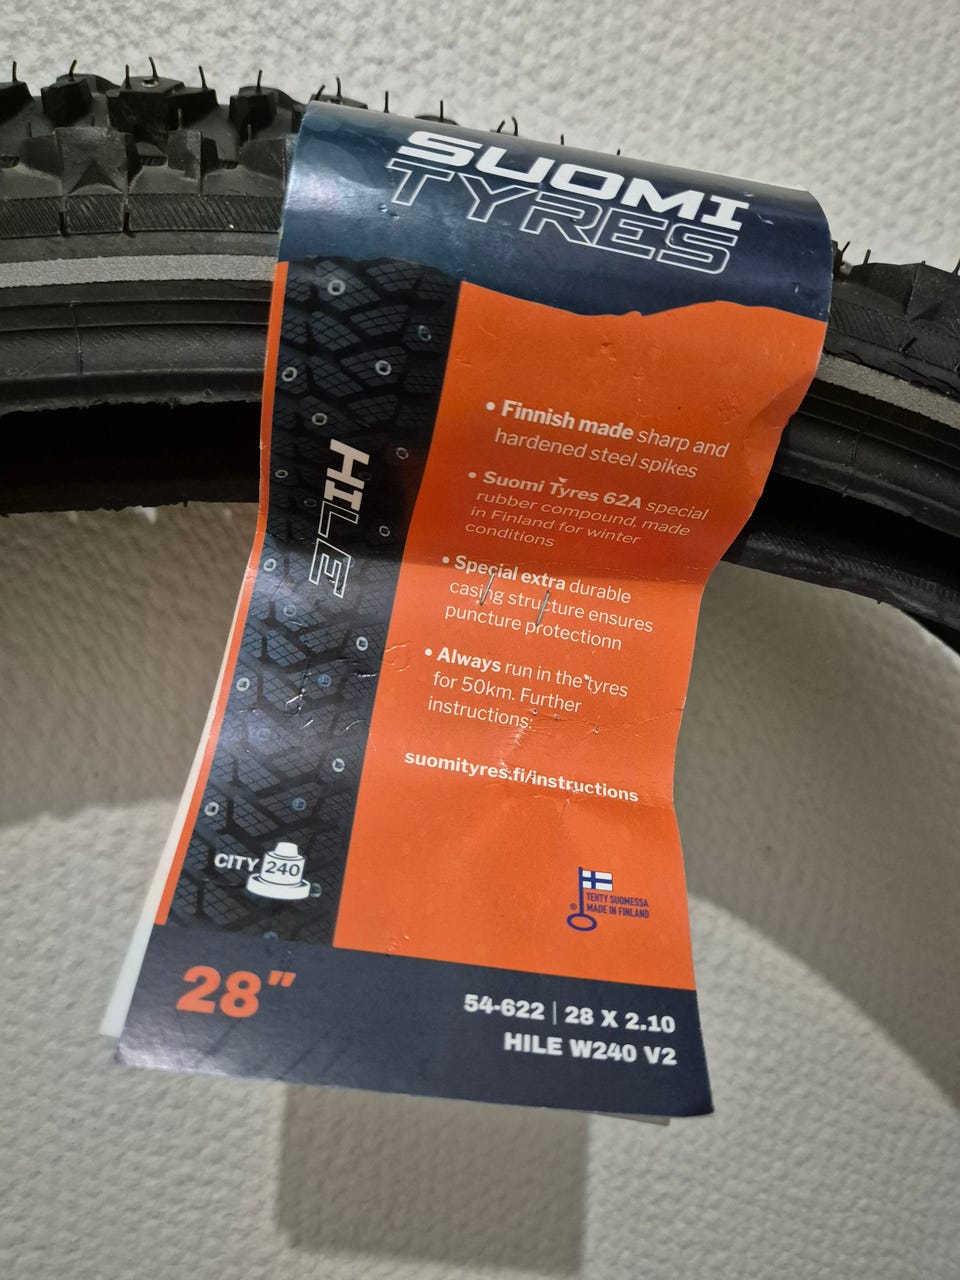 SUOMI
TYRES
HILE
• Finnish made sharp and
hardened steel spikes
• Suomi Tyres 62A special
rubber compound, made
in Finland for winter
conditions
• Special extra durable
casing structure ensures
puncture protectionn
• Always run in the tyres
for 50km. Further
instructions:
suomityres.fi/instructions
CITY 240
® TEHTY SUOMESSA
MADE IN FINLAND
28"
54-622 | 28 X 2.10
HILE W240 V2